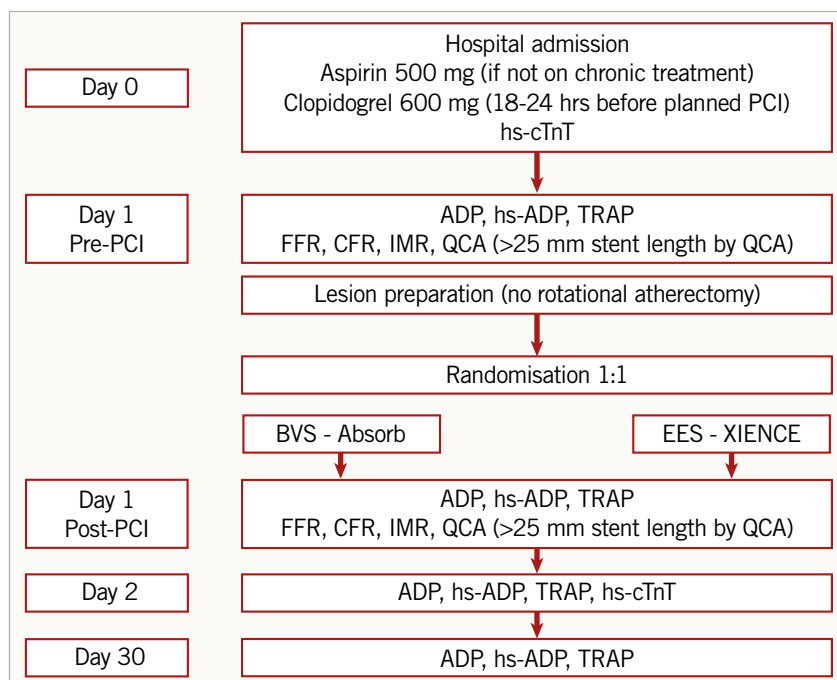 Day 0
Hospital admission
Aspirin 500 mg (if not on chronic treatment)
Clopidogrel 600 mg (18-24 hrs before planned PCI)
hs-cTnT
Day 1
Pre-PCI
ADP, hs-ADP, TRAP
FFR, CFR, IMR, QCA (>25 mm stent length by QCA)
Lesion preparation (no rotational atherectomy)
Randomisation 1:1
BVS - Absorb
EES - XIENCE
Day 1
Post-PCI
ADP, hs-ADP, TRAP
FFR, CFR, IMR, QCA (>25 mm stent length by QCA)
Day 2
ADP, hs-ADP, TRAP, hs-cTnT
Day 30
ADP, hs-ADP, TRAP